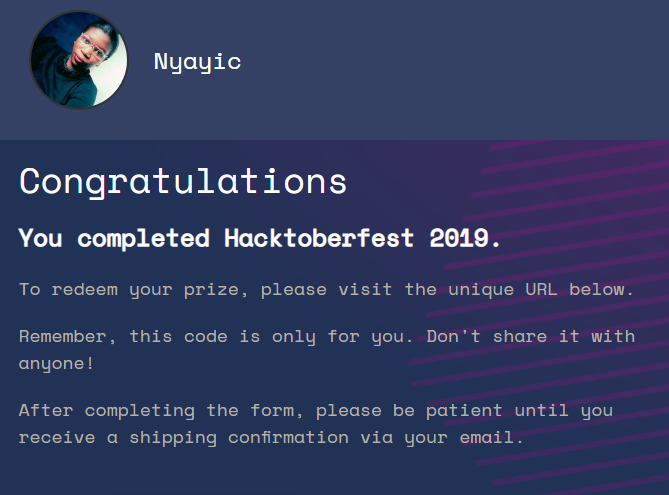 Nyayic
Congratulations
You completed Hacktoberfest 2019.
To redeem your prize, please visit the unique URL below.
Remember, this code is only for you. Don't share it with
anyone!
After completing the form, please be patient until you
receive a shipping confirmation via your email.